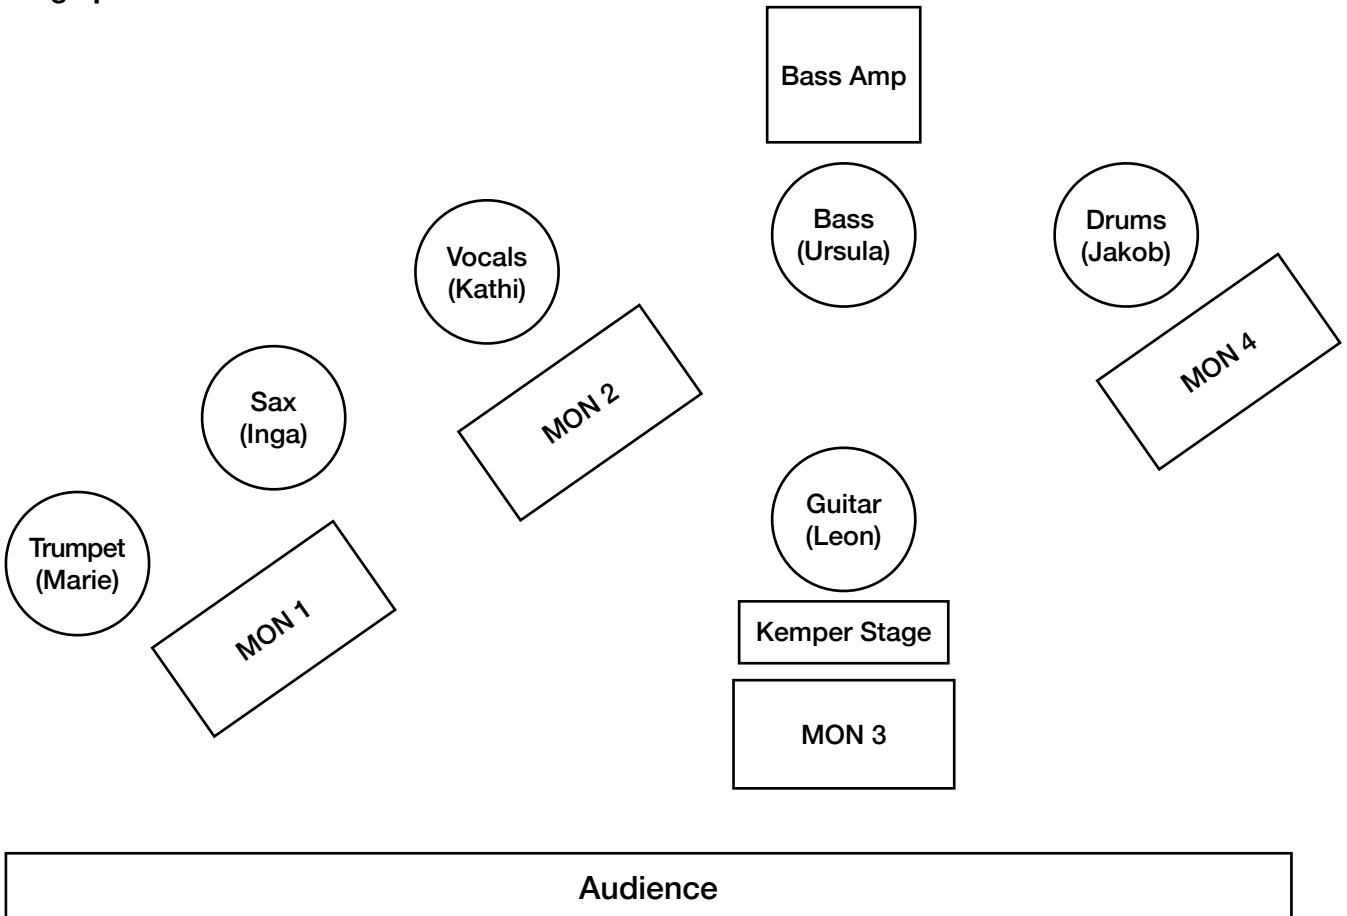 Bass Amp
Bass
(Ursula)
Drums
(Jakob)
Vocals
(Kathi)
MON 4
MON 2
Sax
(Inga)
Guitar
(Leon)
Trumpet
(Marie)
MON 1
Kemper Stage
MON 3
Audience